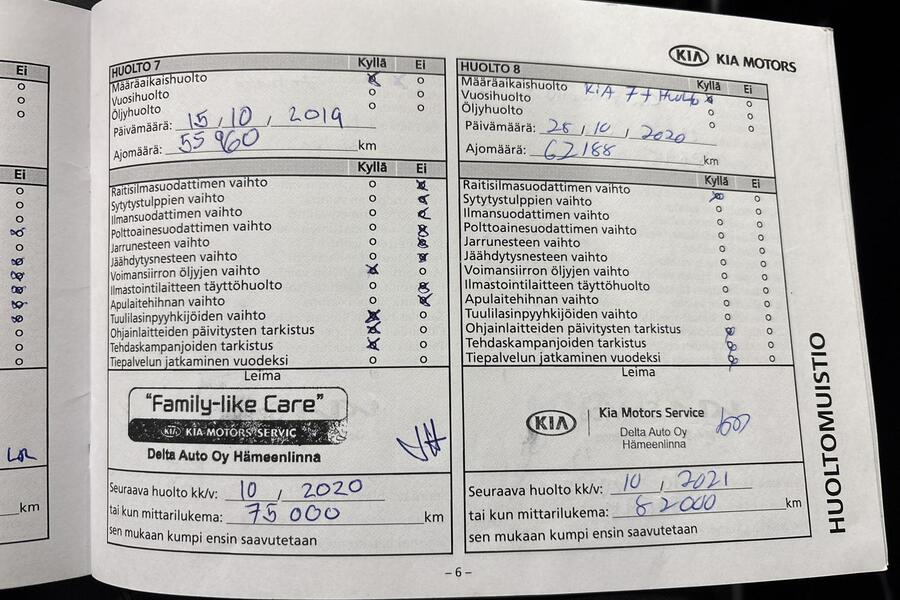 Ei
Ei
km
KIA KIA MOTORS
HUOLTO 7 Kyllä Ei
Määräaikaishuolto
Vuosihuolto
Öljyhuolto
Päivämäärä: 15, 10, 2019
Ajomäärä: 55 960 km
Kyllä Ei
Raitisilmasuodattimen vaihto
Sytytystulppien vaihto
Ilmansuodattimen vaihto
Polttoainesuodattimen vaihto
Jarrunesteen vaihto
Jäähdytysnesteen vaihto
Voimansiirron öljyjen vaihto
Ilmastointilaitteen täyttöhuolto
Apulaitehihnan vaihto
Tuulilasinpyyhkijöiden vaihto
Ohjainlaitteiden päivitysten tarkistus
Tehdaskampanjoiden tarkistus
Tiepalvelun jatkaminen vuodeksi
Leima
"Family-like Care"
KIA KIA MOTORS SERVIC
Delta Auto Oy Hämeenlinna
Seuraava huolto kk/v: 10, 2020
tai kun mittarilukema: 75 000 km
sen mukaan kumpi ensin saavutetaan
HUOLTO 8 Kyllä Ei
Määräaikaishuolto KiA 77 Huolto
Vuosihuolto
Öljyhuolto
Päivämäärä: 28, 10, 2020
Ajomäärä: 62188 km
Kyllä Ei
Raitisilmasuodattimen vaihto
Sytytystulppien vaihto
Ilmansuodattimen vaihto
Polttoainesuodattimen vaihto
Jarrunesteen vaihto
Jäähdytysnesteen vaihto
Voimansiirron öljyjen vaihto
Ilmastointilaitteen täyttöhuolto
Apulaitehihnan vaihto
Tuulilasinpyyhkijöiden vaihto
Ohjainlaitteiden päivitysten tarkistus
Tehdaskampanjoiden tarkistus
Tiepalvelun jatkaminen vuodeksi
Leima
KIA Kia Motors Service
Delta Auto Oy
Hämeenlinna
Seuraava huolto kk/v: 10, 2021
tai kun mittarilukema: 82000 km
sen mukaan kumpi ensin saavutetaan
HUOLTOMUISTIO
– 6 –